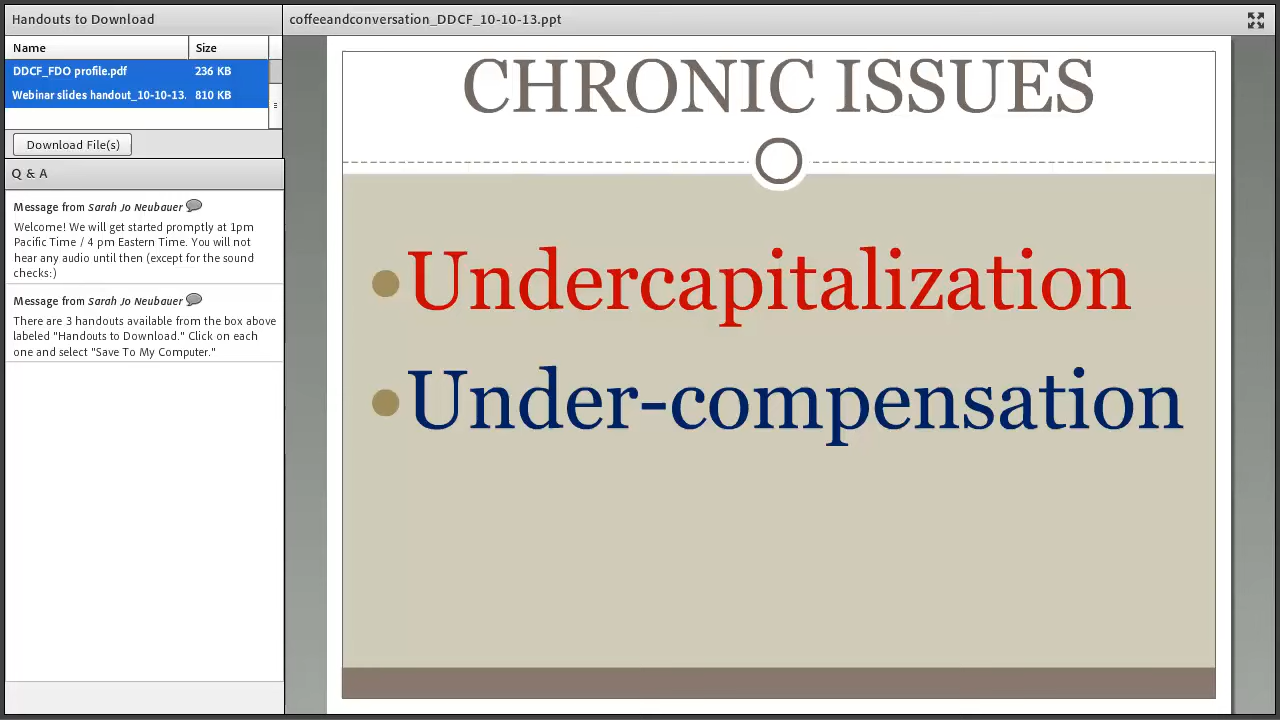 Handouts to Download
Name Size
DDCF_FDO profile.pdf 236 KB
Webinar slides handout_10-10-13. 810 KB
Download File(s)
Q & A
Message from Sarah Jo Neubauer
Welcome! We will get started promptly at 1pm
Pacific Time / 4 pm Eastern Time. You will not
hear any audio until then (except for the sound
checks:)
Message from Sarah Jo Neubauer
There are 3 handouts available from the box above
labeled "Handouts to Download." Click on each
one and select "Save To My Computer."
coffeeandconversation_DDCF_10-10-13.ppt
CHRONIC ISSUES
•Undercapitalization
•Under-compensation